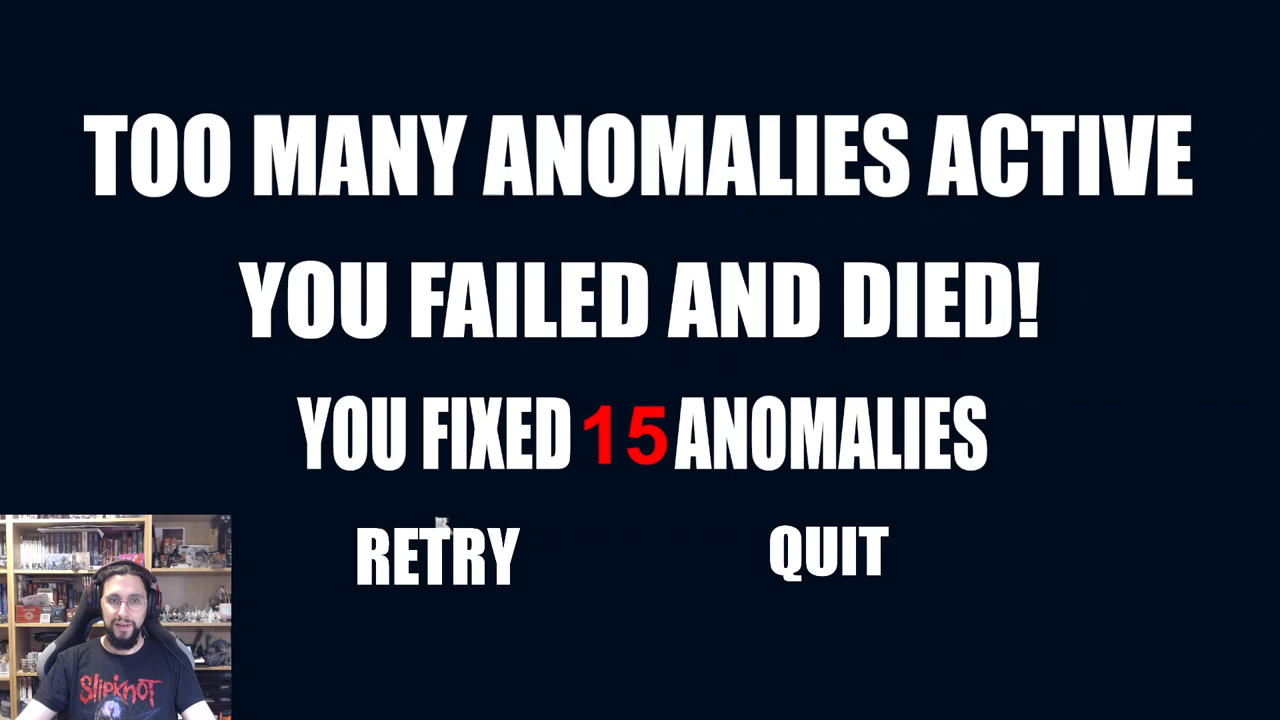 TOO MANY ANOMALIES ACTIVE
YOU FAILED AND DIED!
YOU FIXED 15 ANOMALIES
RETRY QUIT
SLIPKNOT